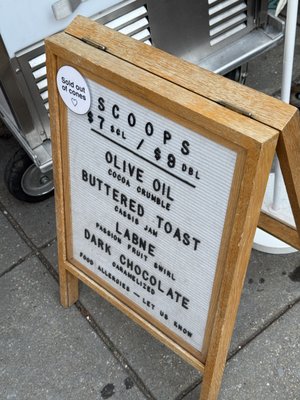 Sold out
of cones
♡
SCOOPS
$7 SGL / $8 DBL
OLIVE OIL
COCOA CRUMBLE
BUTTERED TOAST
CASSIS JAM
LABNE
PASSION FRUIT SWIRL
DARK CHOCOLATE
CARAMELIZED
FOOD ALLERGIES - LET US KNOW